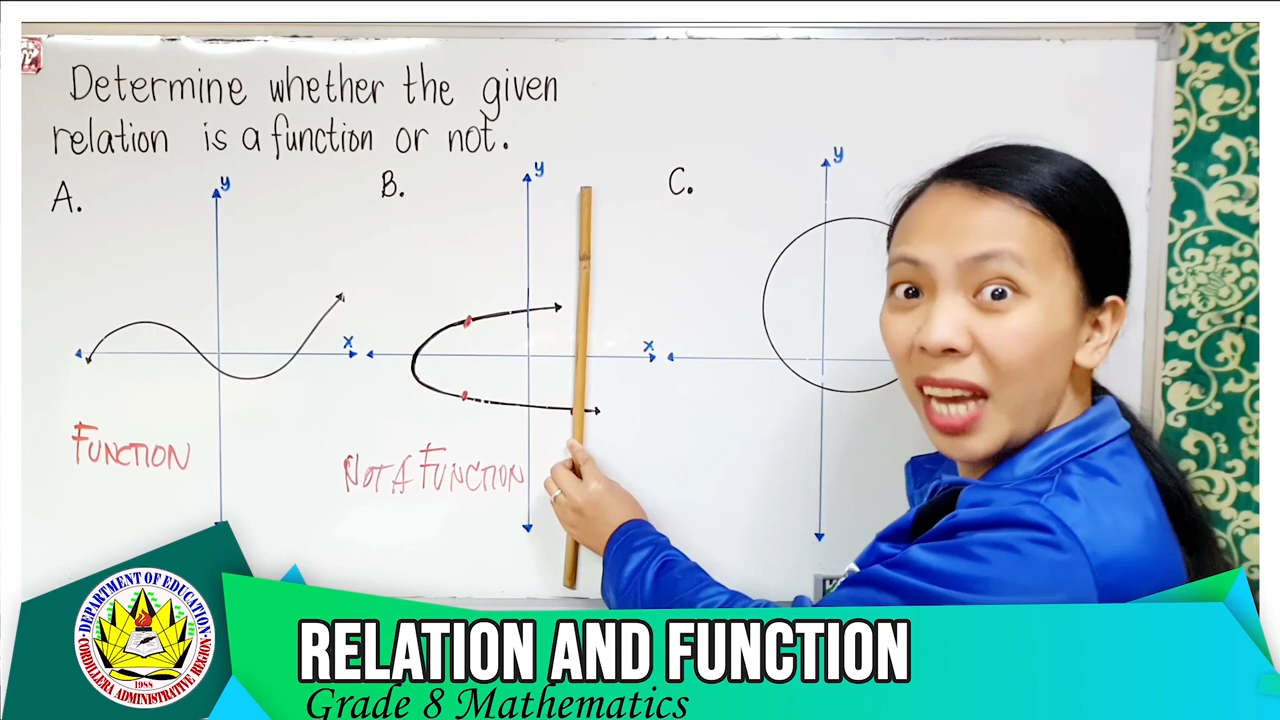 Determine whether the given
relation is a function or not.
A.
y
x
FUNCTION
B.
y
x
NOT A FUNCTION
C.
y
DEPARTMENT OF EDUCATION
CORDILLERA ADMINISTRATIVE REGION
1988
RELATION AND FUNCTION
Grade 8 Mathematics